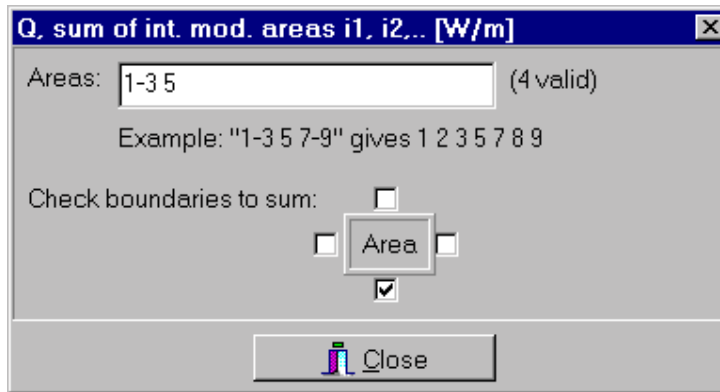 Q, sum of int. mod. areas i1, i2,.. [W/m]
Areas: 1-3 5 (4 valid)
Example: "1-3 5 7-9" gives 1 2 3 5 7 8 9
Check boundaries to sum:
Area
Close